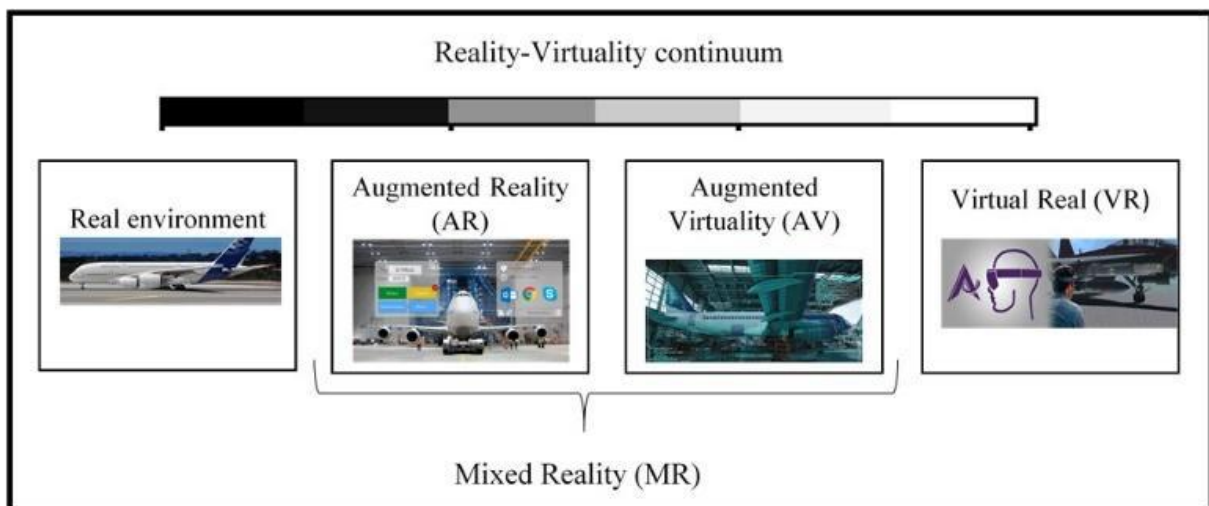 Reality-Virtuality continuum
Real environment
Augmented Reality
(AR)
Augmented
Virtuality (AV)
Virtual Real (VR)
Mixed Reality (MR)